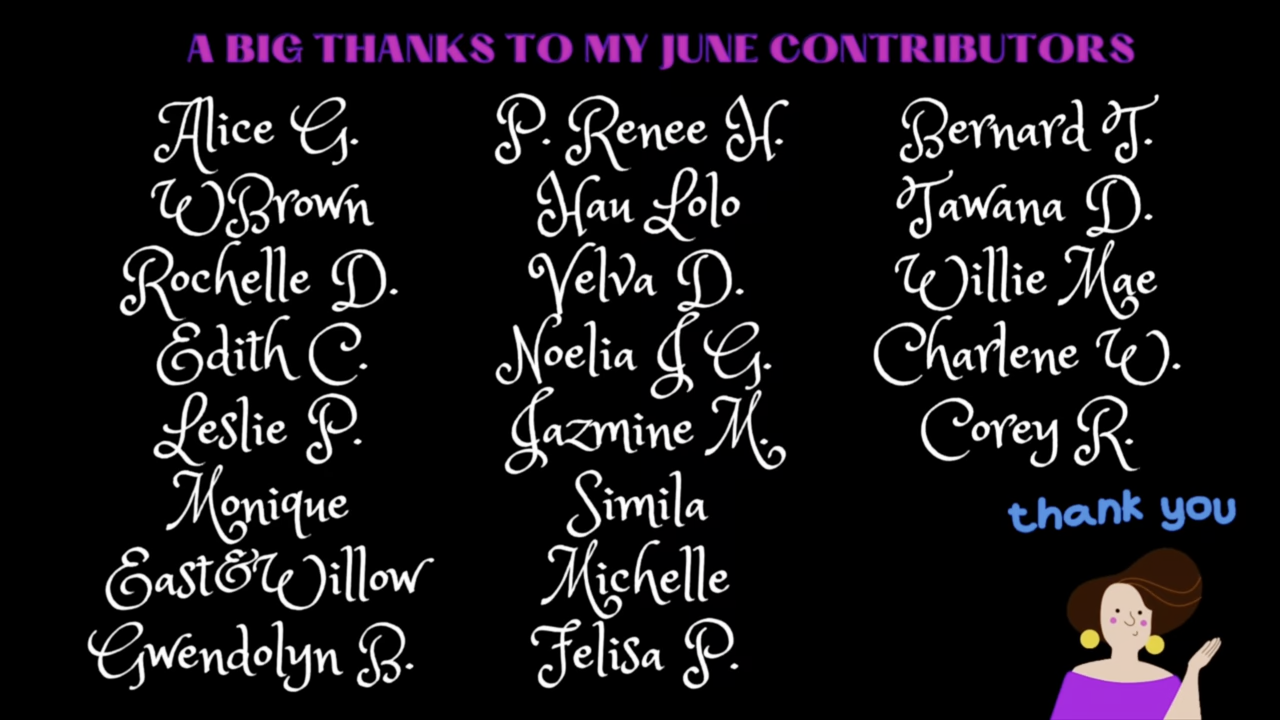 A BIG THANKS TO MY JUNE CONTRIBUTORS
Alice G.
WBrown
Rochelle D.
Edith C.
Leslie P.
Monique
East&Willow
Gwendolyn B.
P. Renee H.
Hau Lolo
Velva D.
Noelia J G.
Jazmine M.
Simila
Michelle
Felisa P.
Bernard T.
Tawana D.
Willie Mae
Charlene W.
Corey R.
thank you